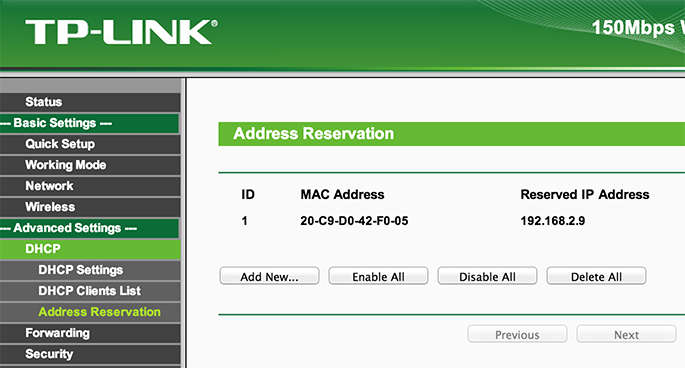 TP-LINK®
150Mbps
Status
--- Basic Settings ---
Quick Setup
Working Mode
Network
Wireless
--- Advanced Settings ---
DHCP
DHCP Settings
DHCP Clients List
Address Reservation
Forwarding
Security
Address Reservation
ID MAC Address Reserved IP Address
1 20-C9-D0-42-F0-05 192.168.2.9
Add New... Enable All Disable All Delete All
Previous Next